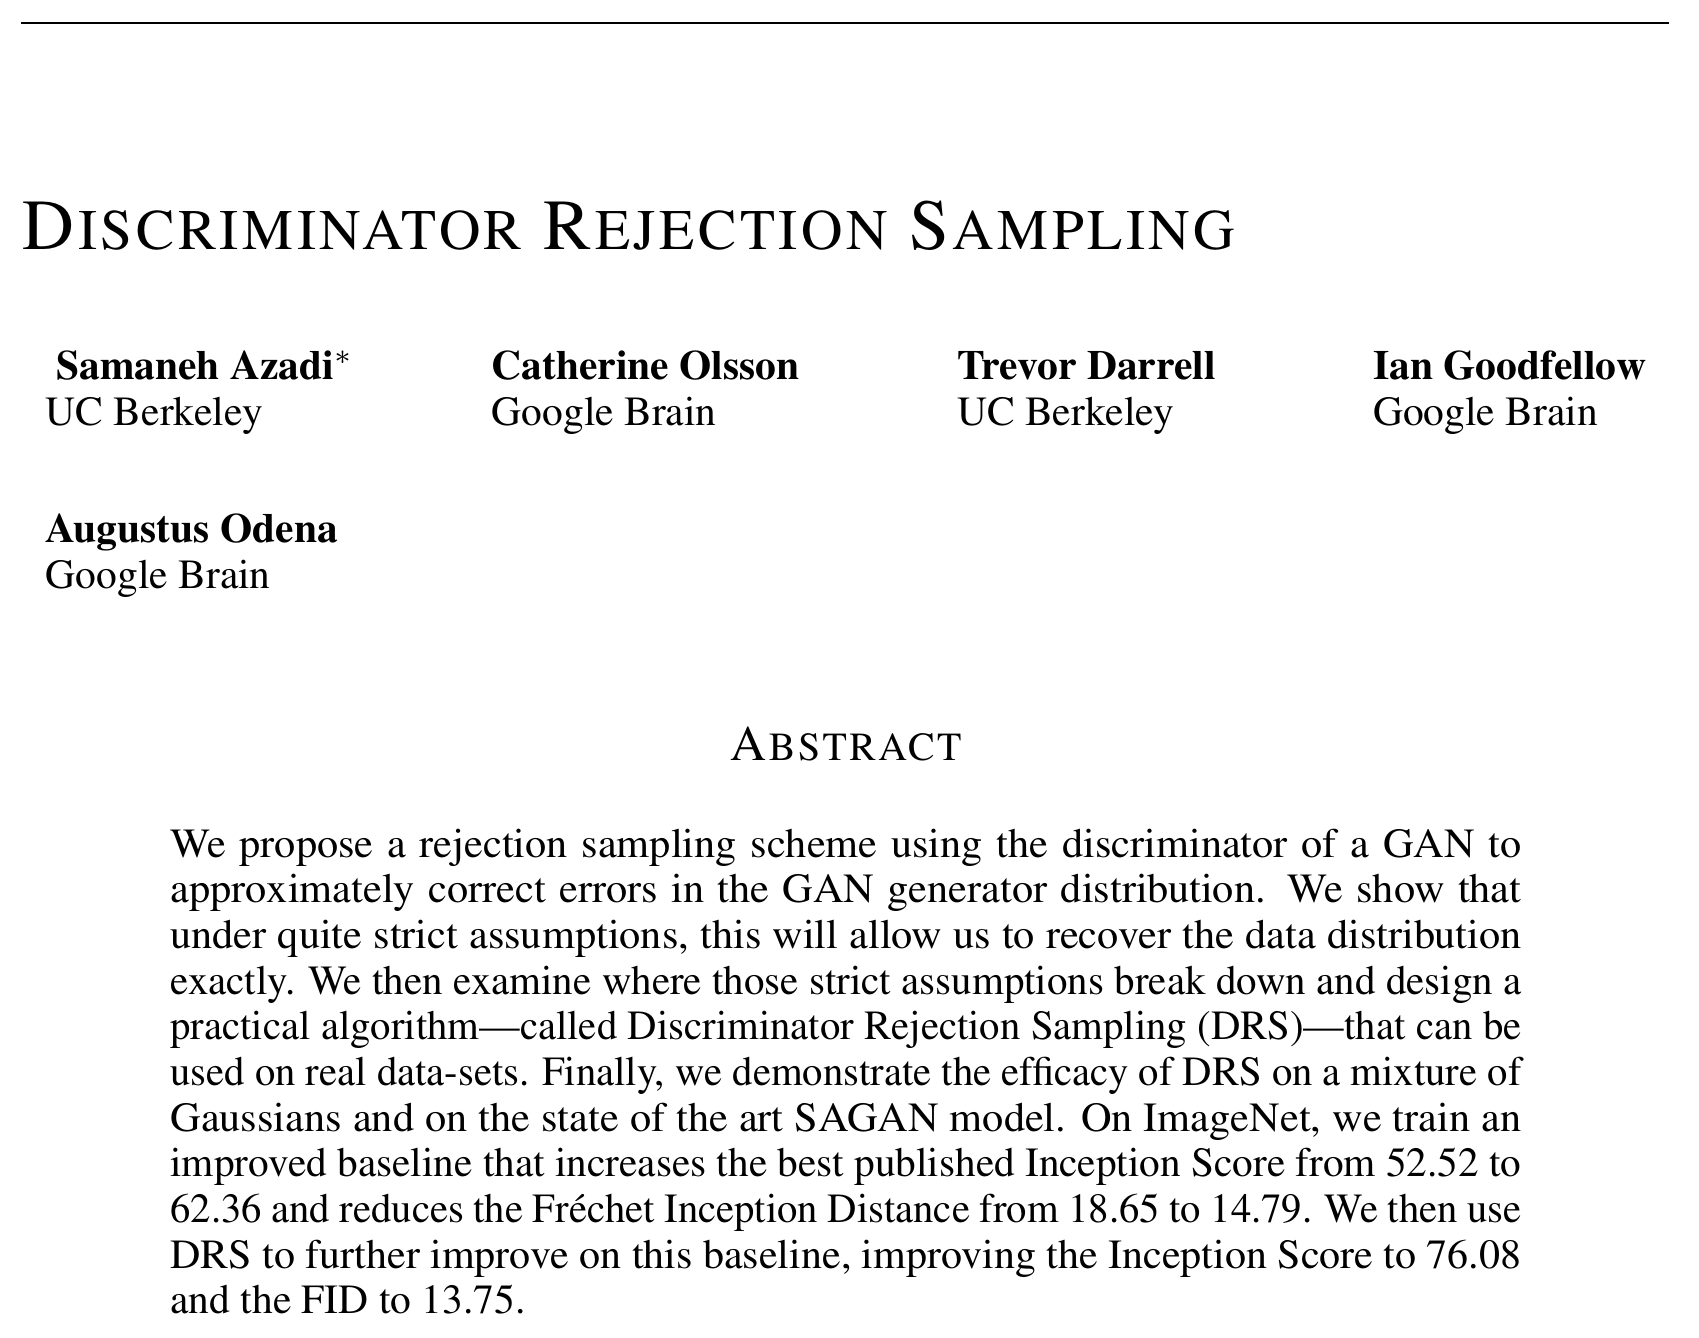 DISCRIMINATOR REJECTION SAMPLING
Samaneh Azadi* Catherine Olsson Trevor Darrell Ian Goodfellow
UC Berkeley Google Brain UC Berkeley Google Brain
Augustus Odena
Google Brain
ABSTRACT
We propose a rejection sampling scheme using the discriminator of a GAN to
approximately correct errors in the GAN generator distribution. We show that
under quite strict assumptions, this will allow us to recover the data distribution
exactly. We then examine where those strict assumptions break down and design a
practical algorithm—called Discriminator Rejection Sampling (DRS)—that can be
used on real data-sets. Finally, we demonstrate the efficacy of DRS on a mixture of
Gaussians and on the state of the art SAGAN model. On ImageNet, we train an
improved baseline that increases the best published Inception Score from 52.52 to
62.36 and reduces the Fréchet Inception Distance from 18.65 to 14.79. We then use
DRS to further improve on this baseline, improving the Inception Score to 76.08
and the FID to 13.75.